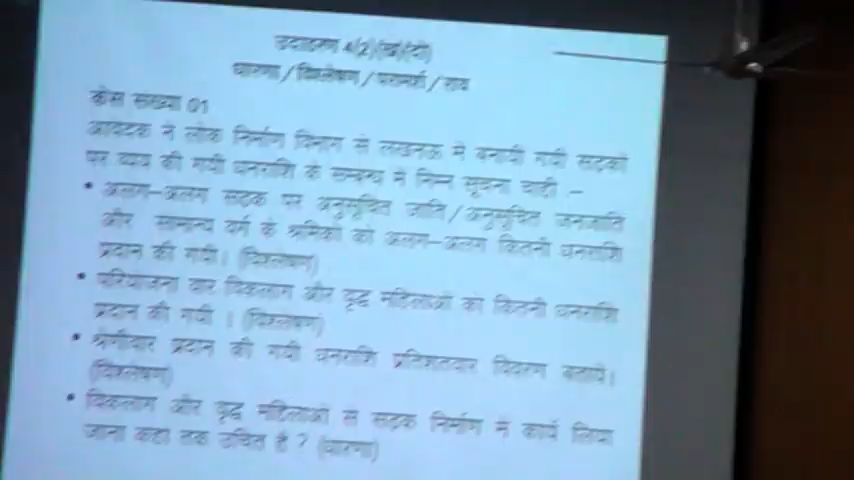 उदाहरण 4(2)(ख)(दो)
धारणा / विश्लेषण / परामर्श / राय
केस संख्या 01
आवेदक ने लोक निर्माण विभाग से लखनऊ में बनायी गयी सड़कों
पर व्यय की गयी धनराशि के सम्बन्ध में निम्न सूचना चाही –
• अलग–अलग सड़क पर अनुसूचित जाति/अनुसूचित जनजाति
और सामान्य वर्ग के श्रमिकों को अलग–अलग कितनी धनराशि
प्रदान की गयी। (विश्लेषण)
• परियोजना वार विकलांग और वृद्ध महिलाओं को कितनी धनराशि
प्रदान की गयी । (विश्लेषण)
• श्रेणीवार प्रदान की गयी धनराशि प्रतिशतवार विवरण बतायें।
(विश्लेषण)
• विकलांग और वृद्ध महिलाओं से सड़क निर्माण में कार्य लिया
जाना कहा तक उचित है ? (धारणा)